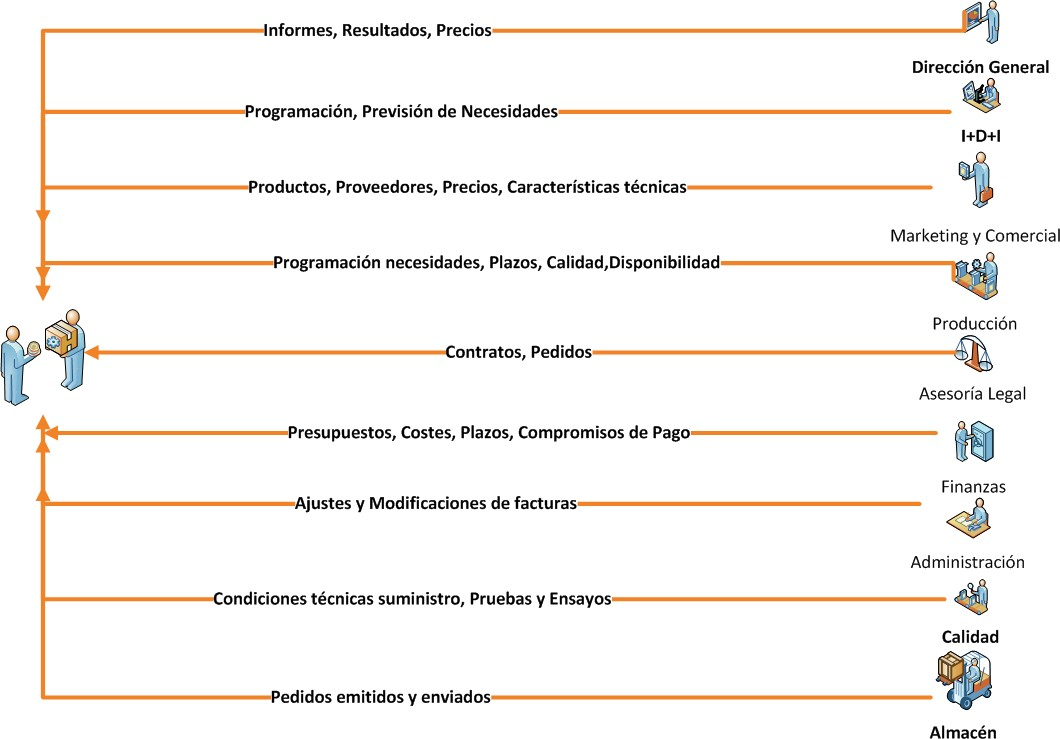 Informes, Resultados, Precios
Dirección General
Programación, Previsión de Necesidades
I+D+I
Productos, Proveedores, Precios, Características técnicas
Marketing y Comercial
Programación necesidades, Plazos, Calidad,Disponibilidad
Producción
Contratos, Pedidos
Asesoría Legal
Presupuestos, Costes, Plazos, Compromisos de Pago
Finanzas
Ajustes y Modificaciones de facturas
Administración
Condiciones técnicas suministro, Pruebas y Ensayos
Calidad
Pedidos emitidos y enviados
Almacén